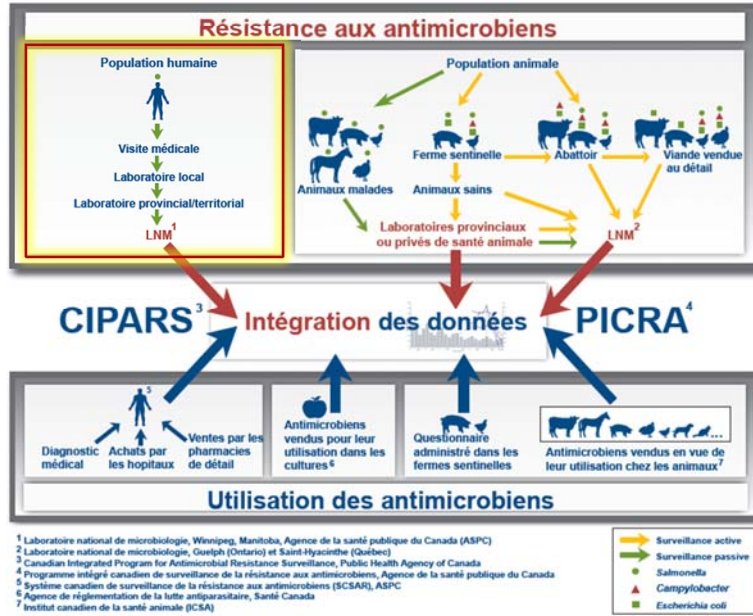 Résistance aux antimicrobiens
Population humaine
Visite médicale
Laboratoire local
Laboratoire provincial/territorial
LNM1
Population animale
Animaux malades
Ferme sentinelle
Abattoir
Viande vendue
au détail
Animaux sains
Laboratoires provinciaux
ou privés de santé animale
LNM2
CIPARS3
Intégration des données
PICRA4
5
Diagnostic
médical
Achats par
les hopitaux
Ventes par les
pharmacies
de détail
Antimicrobiens
vendus pour leur
utilisation dans les
cultures6
Questionnaire
administré dans les
fermes sentinelles
...
Antimicrobiens vendus en vue de
leur utilisation chez les animaux7
Utilisation des antimicrobiens
1 Laboratoire national de microbiologie, Winnipeg, Manitoba, Agence de la santé publique du Canada (ASPC)
2 Laboratoire national de microbiologie, Guelph (Ontario) et Saint-Hyacinthe (Québec)
3 Canadian Integrated Program for Antimicrobial Resistance Surveillance, Public Health Agency of Canada
4 Programme intégré canadien de surveillance de la résistance aux antimicrobiens, Agence de la santé publique du Canada
5 Système canadien de surveillance de la résistance aux antimicrobiens (SCSAR), ASPC
6 Agence de réglementation de la lutte antiparasitaire, Santé Canada
7 Institut canadien de la santé animale (ICSA)
Surveillance active
Surveillance passive
Salmonella
Campylobacter
Escherichia coli